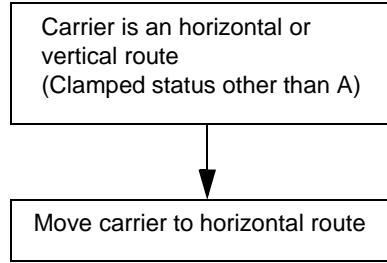 Carrier is an horizontal or
vertical route
(Clamped status other than A)
Move carrier to horizontal route